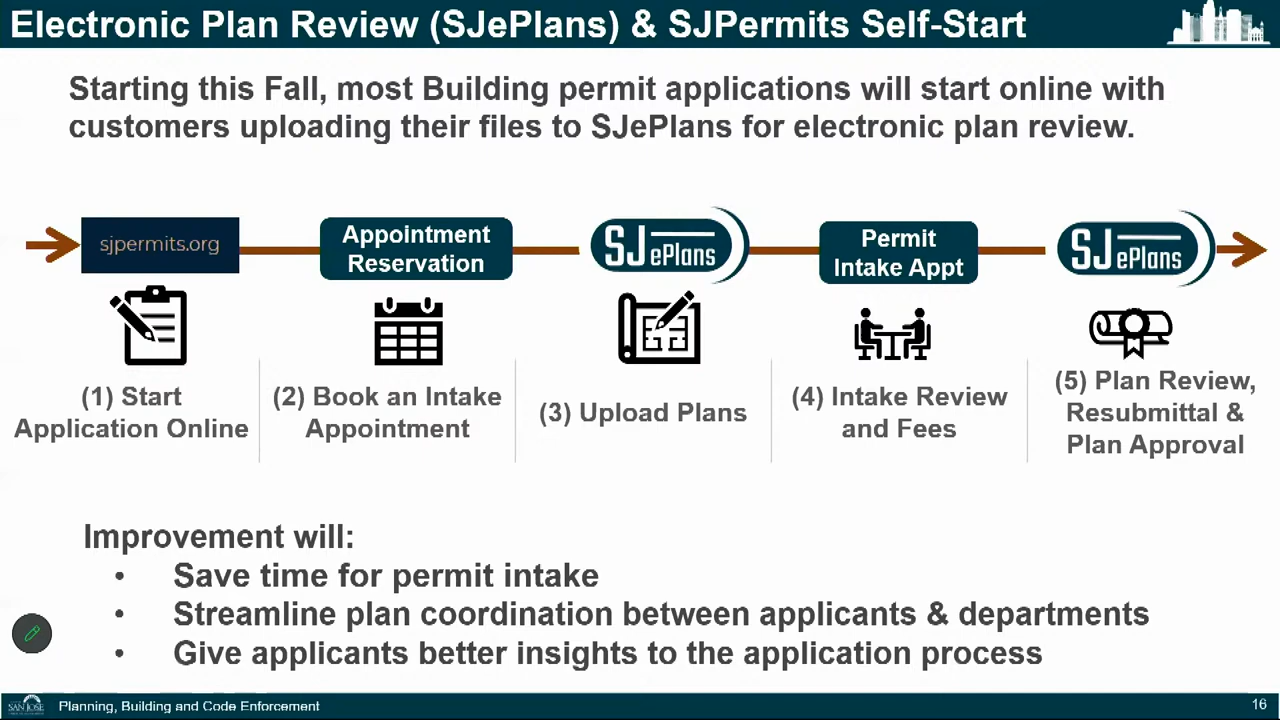 Electronic Plan Review (SJePlans) & SJPermits Self-Start
Starting this Fall, most Building permit applications will start online with
customers uploading their files to SJePlans for electronic plan review.
sjpermits.org
Appointment
Reservation
SJ ePlans
Permit
Intake Appt
SJ ePlans
(1) Start
Application Online
(2) Book an Intake
Appointment
(3) Upload Plans
(4) Intake Review
and Fees
(5) Plan Review,
Resubmittal &
Plan Approval
Improvement will:
• Save time for permit intake
• Streamline plan coordination between applicants & departments
• Give applicants better insights to the application process
SAN JOSE
Planning, Building and Code Enforcement
16